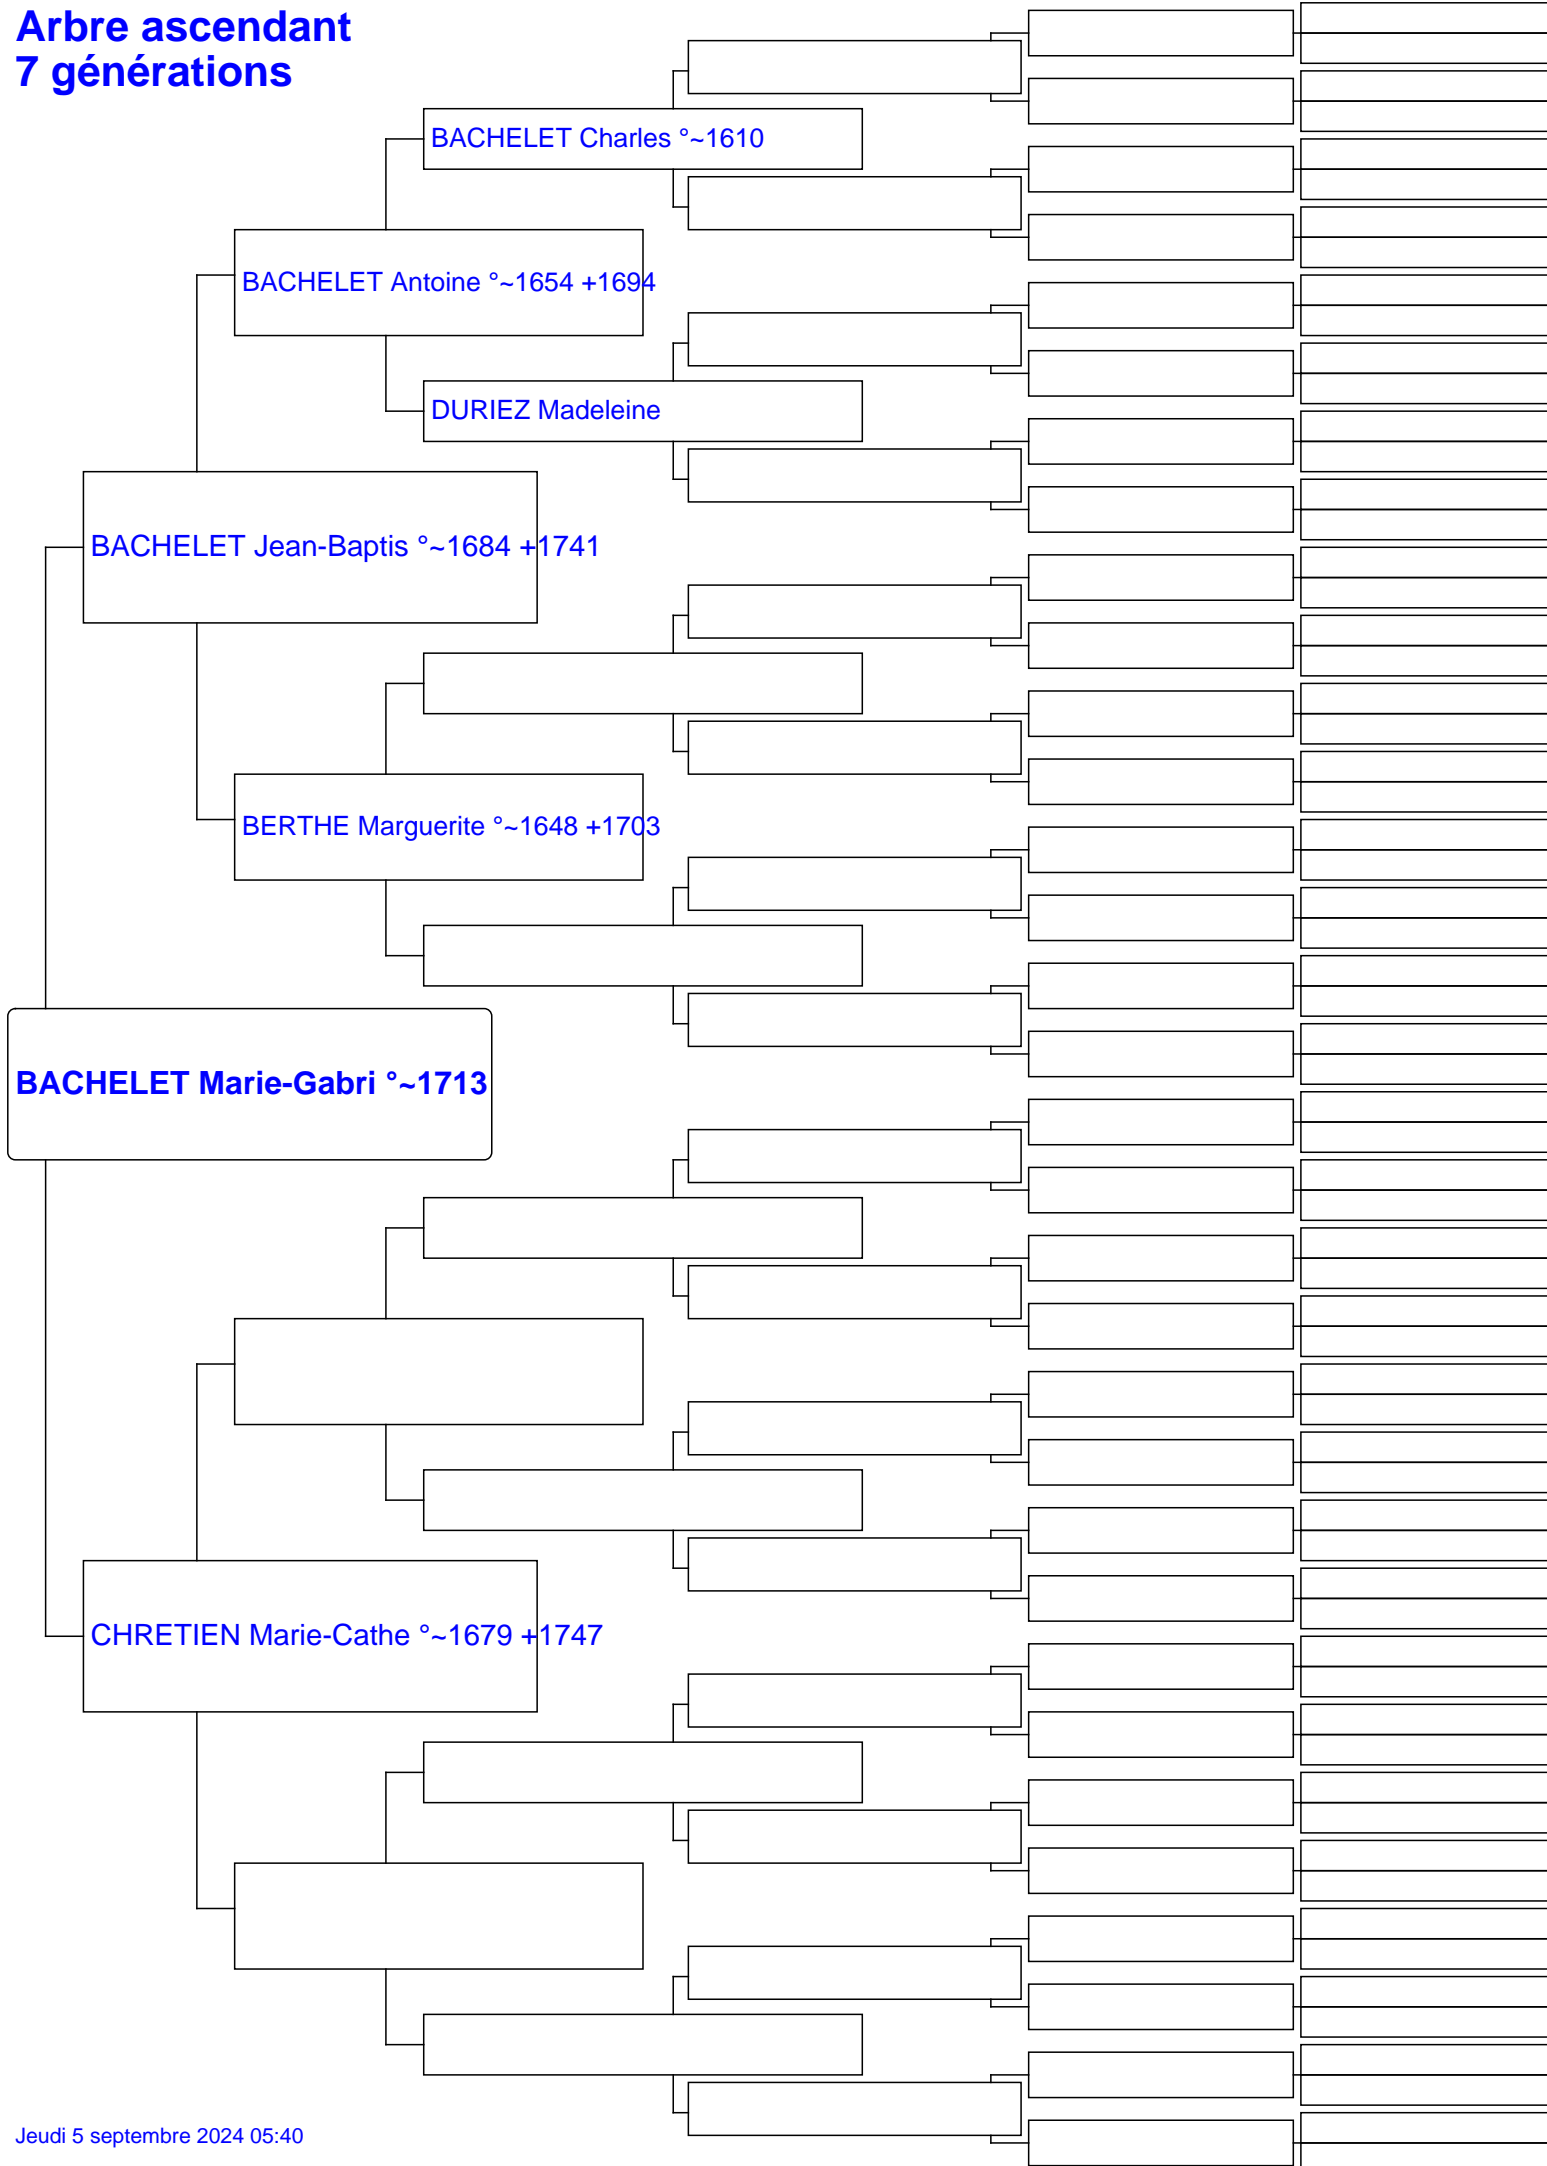 Arbre ascendant
7 générations
BACHELET Charles °~1610
BACHELET Antoine °~1654 +1694
DURIEZ Madeleine
BACHELET Jean-Baptis °~1684 +1741
BERTHE Marguerite °~1648 +1703
BACHELET Marie-Gabri °~1713
CHRETIEN Marie-Cathe °~1679 +1747
Jeudi 5 septembre 2024 05:40